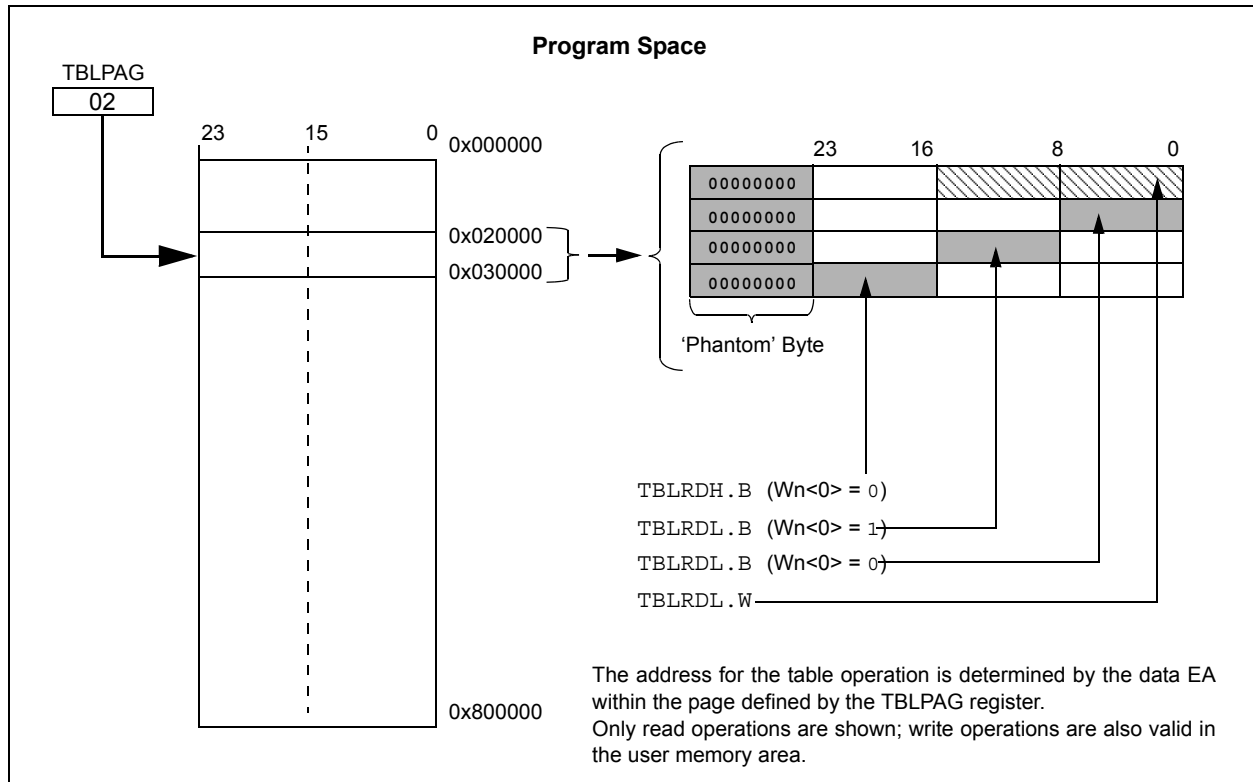 Program Space
TBLPAG
02
23 15 0
0x000000
0x020000
0x030000
0x800000
23 16 8 0
00000000
00000000
00000000
00000000
‘Phantom’ Byte
TBLRDH.B (Wn<0> = 0)
TBLRDL.B (Wn<0> = 1)
TBLRDL.B (Wn<0> = 0)
TBLRDL.W
The address for the table operation is determined by the data EA
within the page defined by the TBLPAG register.
Only read operations are shown; write operations are also valid in
the user memory area.